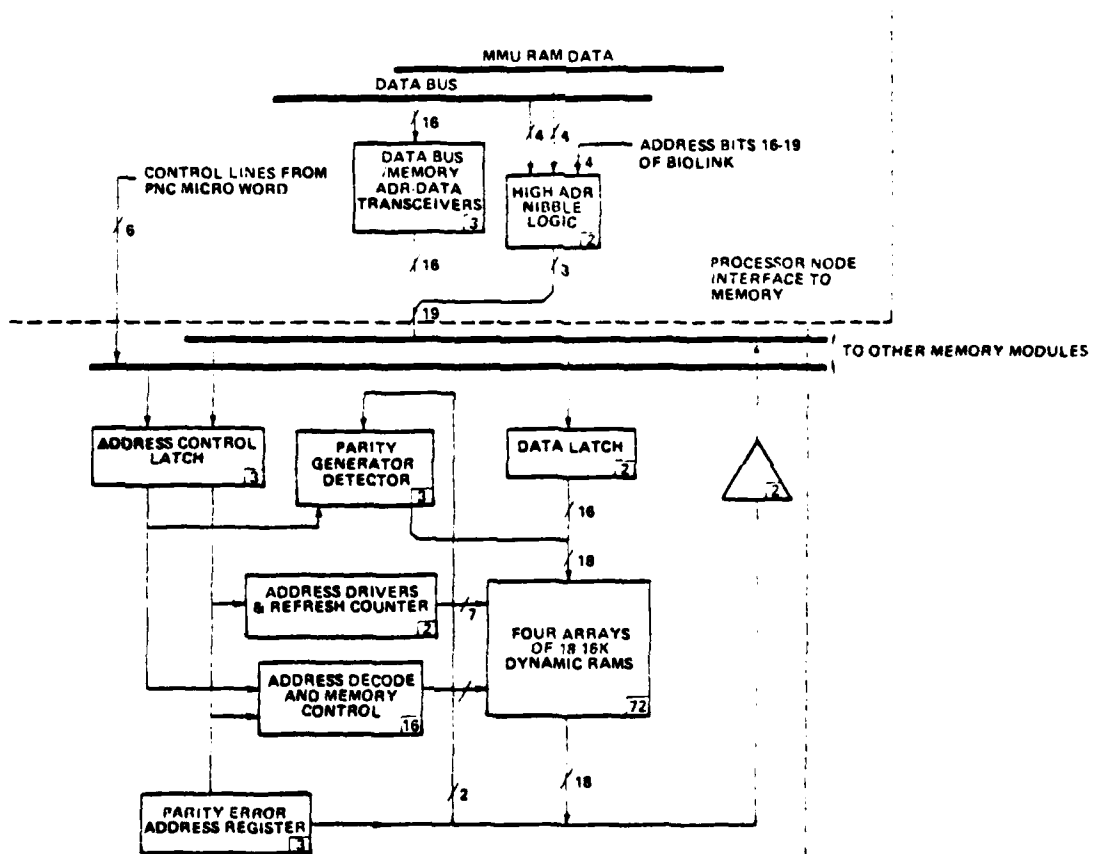 MMU RAM DATA
DATA BUS
16
4
4
ADDRESS BITS 16-19
OF BIOLINK
4
CONTROL LINES FROM
PNC MICRO WORD
6
DATA BUS
/MEMORY
ADR-DATA
TRANSCEIVERS
3
HIGH ADR
NIBBLE
LOGIC
2
16
3
PROCESSOR NODE
INTERFACE TO
MEMORY
19
TO OTHER MEMORY MODULES
ADDRESS CONTROL
LATCH
3
PARITY
GENERATOR
DETECTOR
3
DATA LATCH
2
2
16
18
ADDRESS DRIVERS
& REFRESH COUNTER
2
7
FOUR ARRAYS
OF 18 16K
DYNAMIC RAMS
72
ADDRESS DECODE
AND MEMORY
CONTROL
16
2
18
PARITY ERROR
ADDRESS REGISTER
3